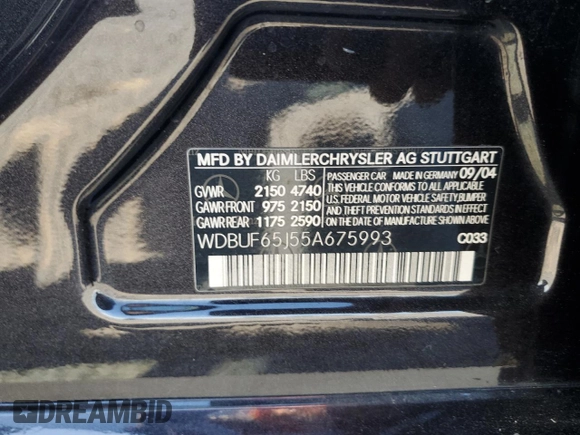 MFD BY DAIMLERCHRYSLER AG STUTTGART
KG LBS
GVWR 2150 4740
GAWR FRONT 975 2150
GAWR REAR 1175 2590
PASSENGER CAR MADE IN GERMANY 09/04
THIS VEHICLE CONFORMS TO ALL APPLICABLE
U.S. FEDERAL MOTOR VEHICLE SAFETY,BUMPER
AND THEFT PREVENTION STANDARDS IN EFFECT
ON THE DATE OF MANUFACTURE SHOWN ABOVE
WDBUF65J55A675993 C033
DREAMBID